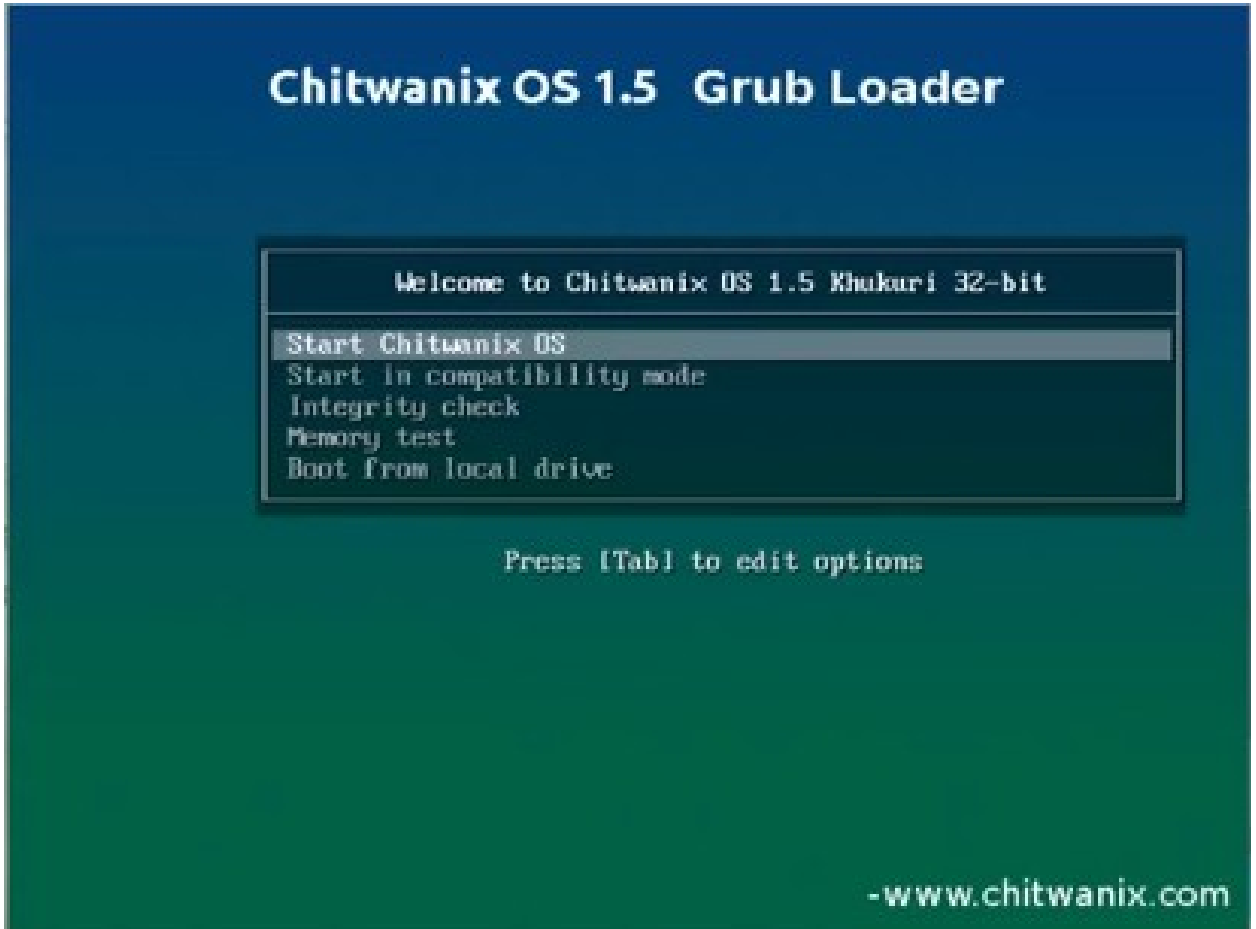 Chitwanix OS 1.5 Grub Loader
Welcome to Chitwanix OS 1.5 Khukuri 32-bit
Start Chitwanix OS
Start in compatibility mode
Integrity check
Memory test
Boot from local drive
Press [Tab] to edit options
-www.chitwanix.com